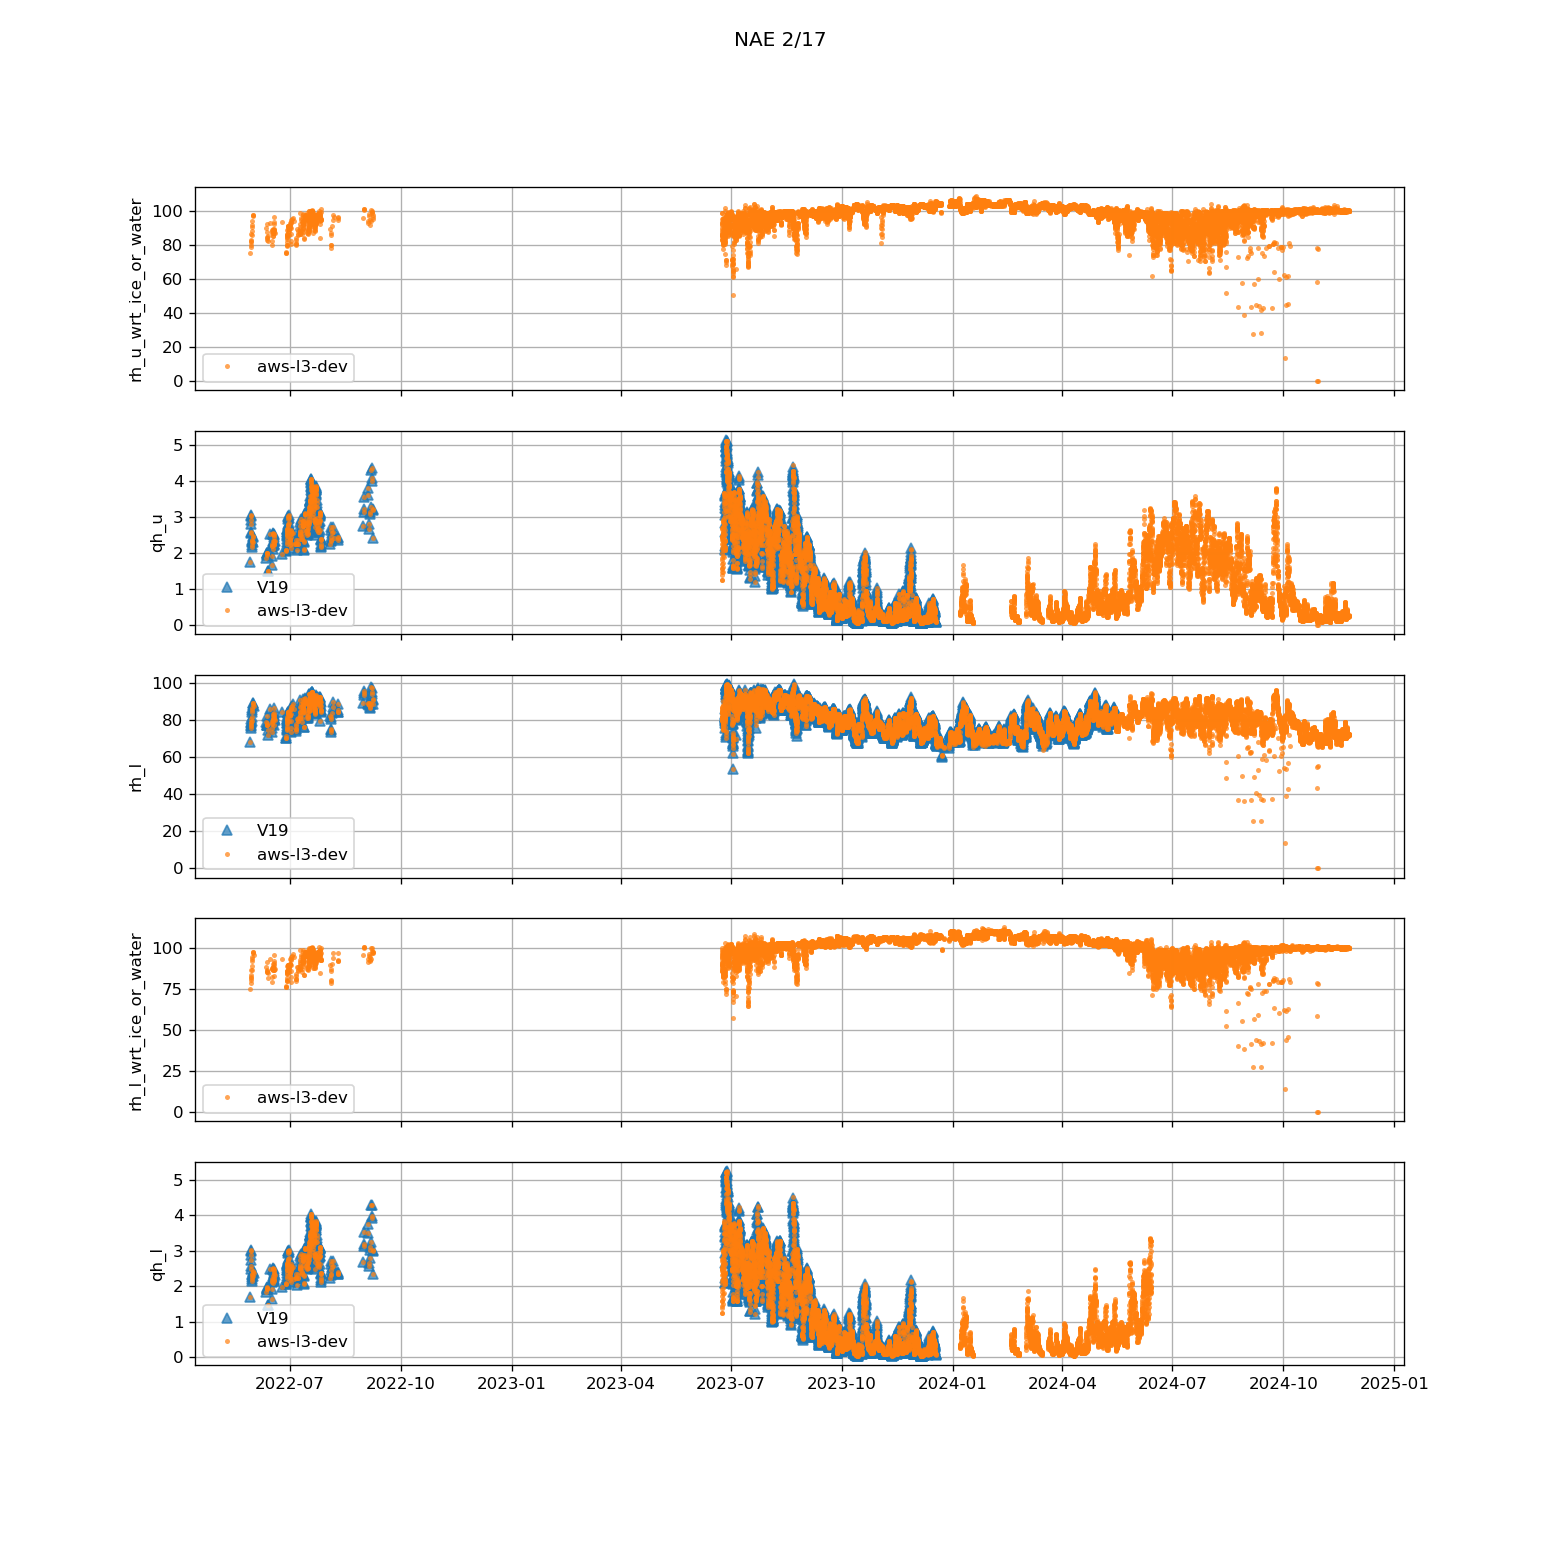 NAE 2/17
rh_u_wrt_ice_or_water
100
80
60
40
20
0
aws-l3-dev
qh_u
5
4
3
2
1
0
V19
aws-l3-dev
rh_l
100
80
60
40
20
0
V19
aws-l3-dev
rh_l_wrt_ice_or_water
100
75
50
25
0
aws-l3-dev
qh_l
5
4
3
2
1
0
V19
aws-l3-dev
2022-07 2022-10 2023-01 2023-04 2023-07 2023-10 2024-01 2024-04 2024-07 2024-10 2025-01